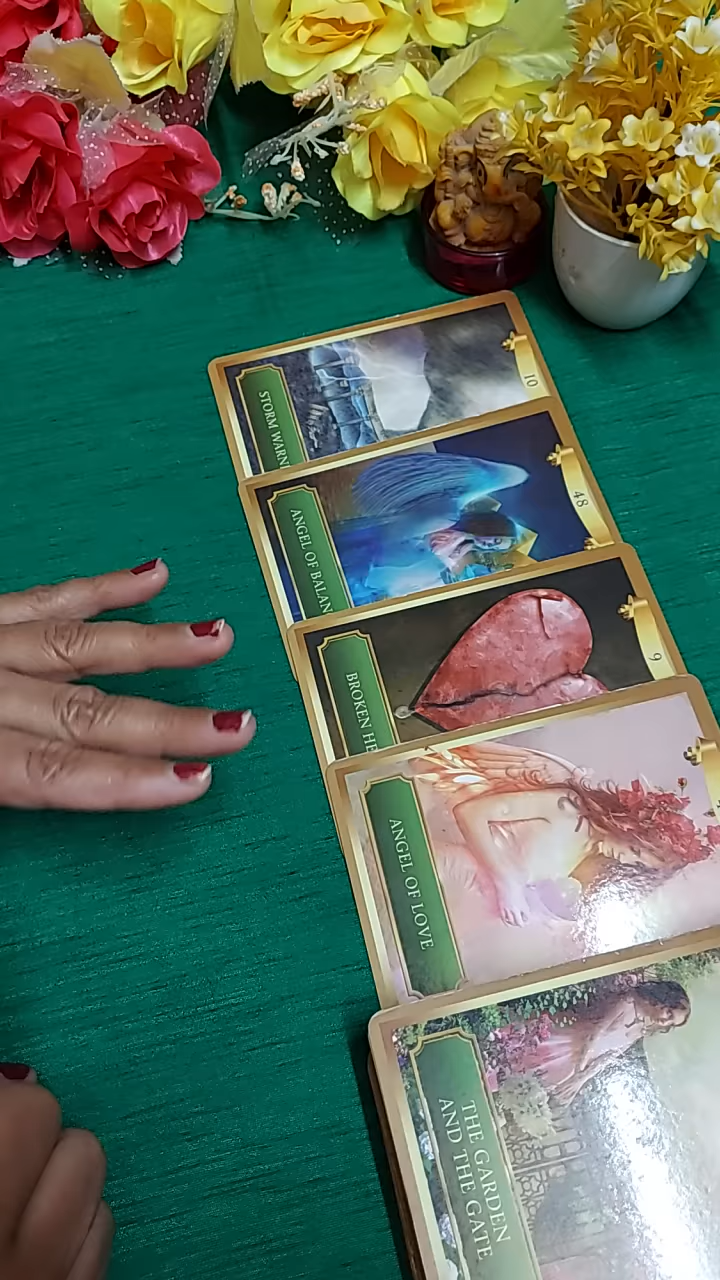 10
STORM WARN
48
ANGEL OF BALAN
9
BROKEN HE
ANGEL OF LOVE
THE GARDEN
AND THE GATE